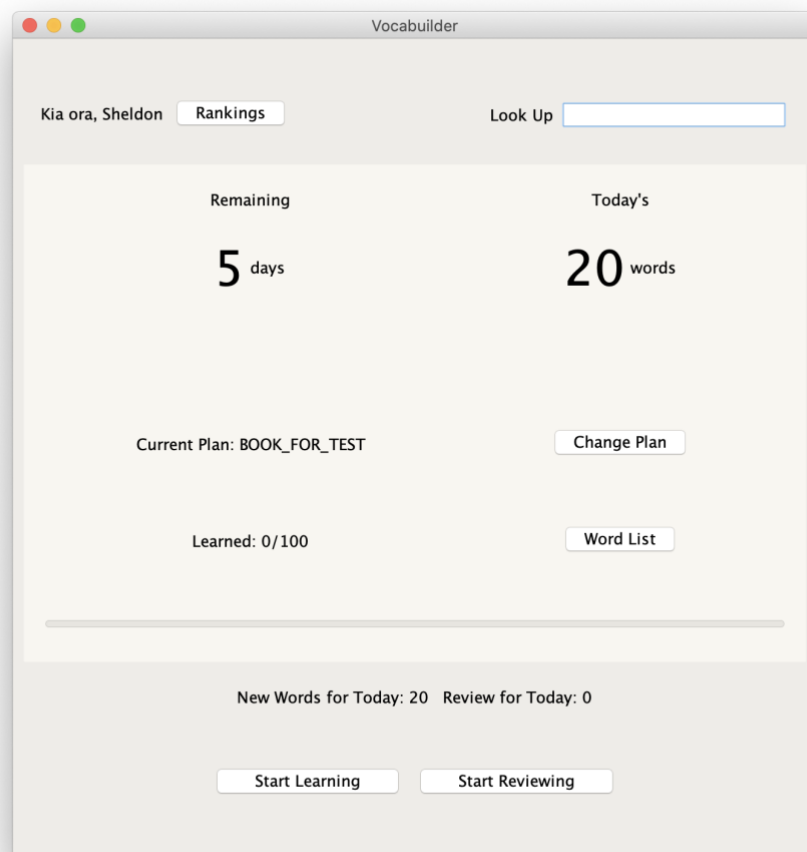 Vocabuilder
Kia ora, Sheldon Rankings Look Up
Remaining Today's
5 days 20 words
Current Plan: BOOK_FOR_TEST Change Plan
Learned: 0/100 Word List
New Words for Today: 20 Review for Today: 0
Start Learning Start Reviewing